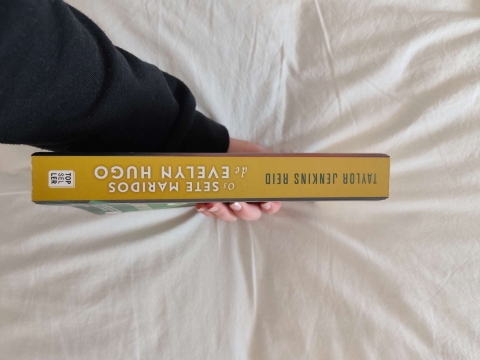 TAYLOR JENKINS REID
Os SETE MARIDOS
de EVELYN HUGO
TOP
SEL
LER